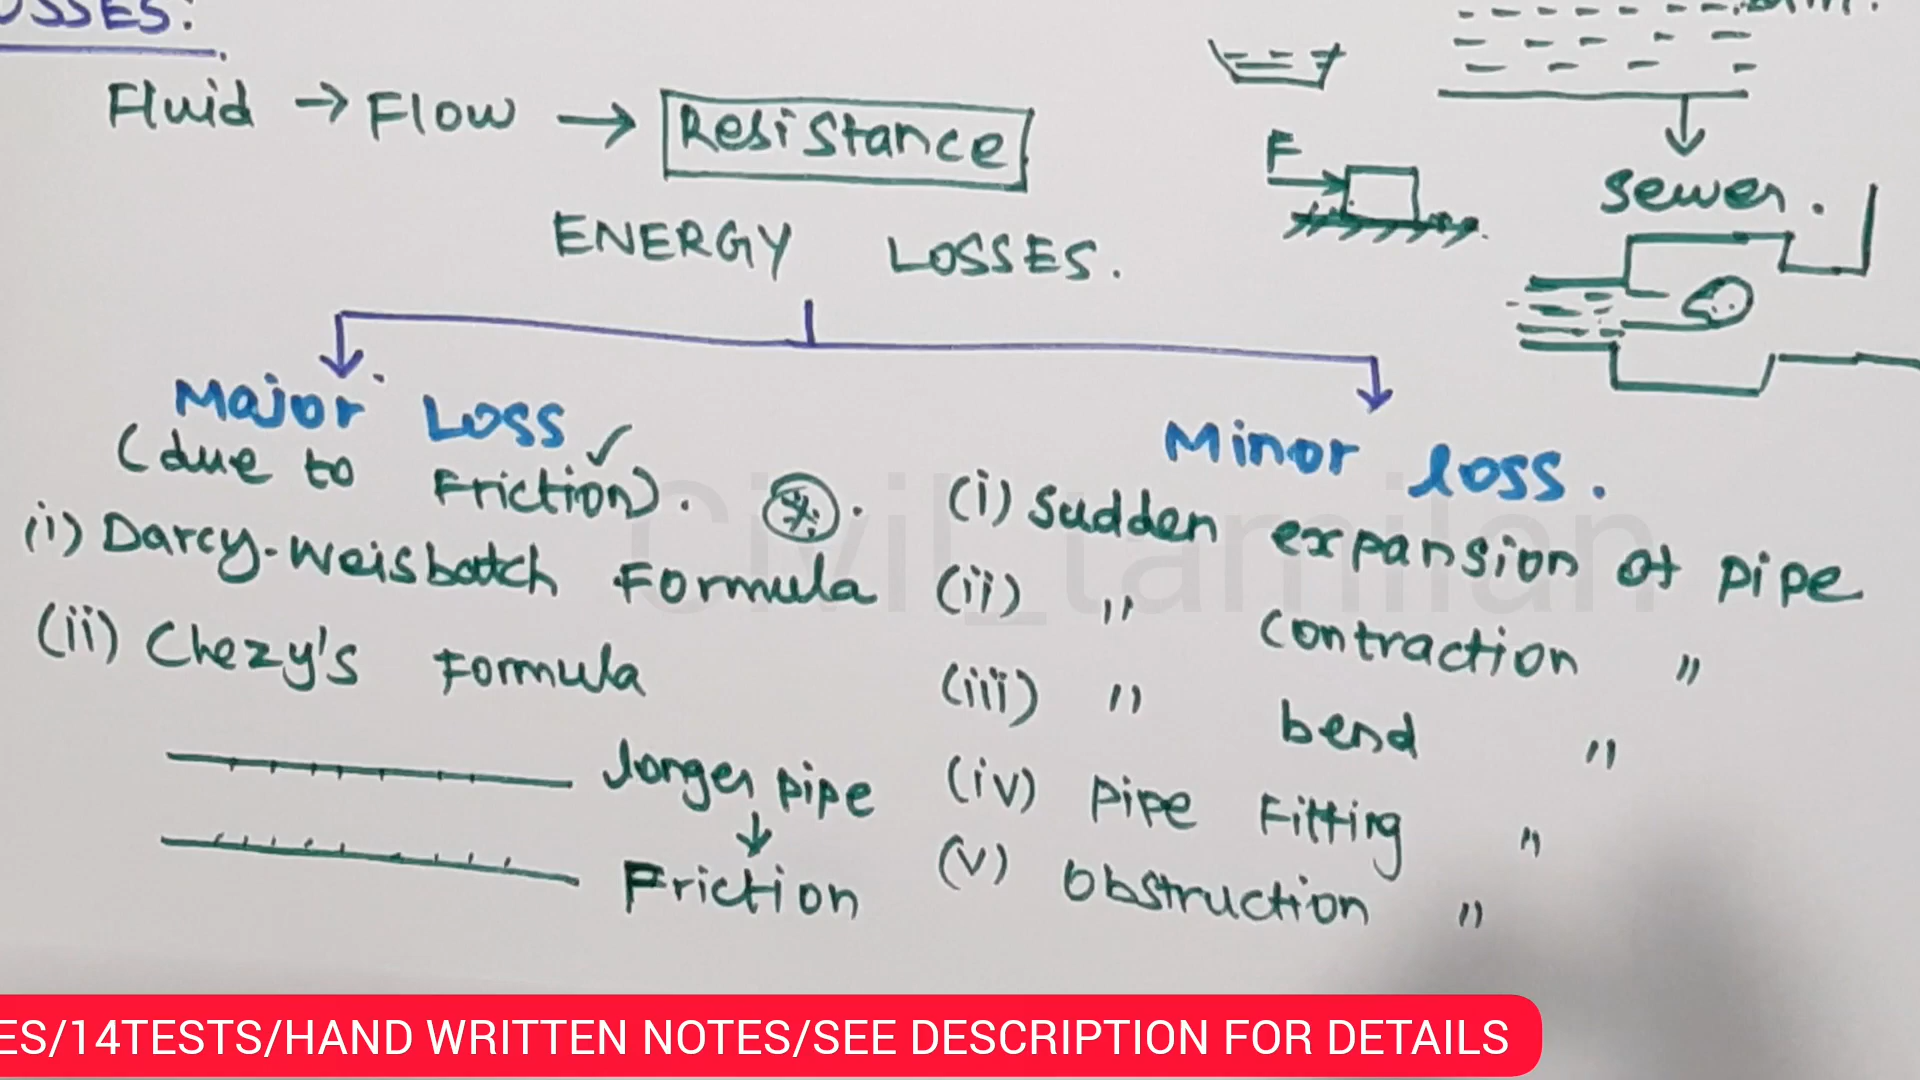 OSSES:
Fluid → Flow → Resistance
F
sewer.
ENERGY LOSSES.
Major Loss
(due to Friction).
(i) Darcy-Weisbatch Formula
(ii) Chezy's Formula
longer pipe
↓
Friction
Minor loss.
(i) Sudden expansion of pipe
(ii) " contraction "
(iii) " bend "
(iv) Pipe Fitting "
(v) Obstruction "
Civil_tamilan
ES/14TESTS/HAND WRITTEN NOTES/SEE DESCRIPTION FOR DETAILS